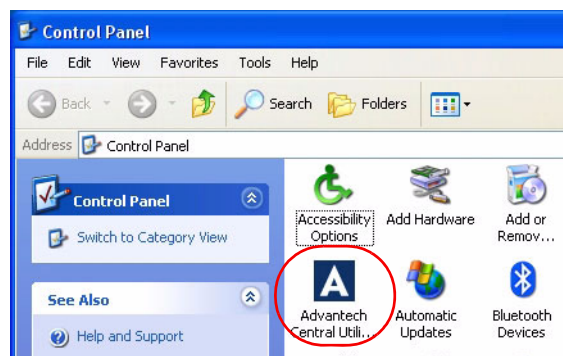 Control Panel
File Edit View Favorites Tools Help
Back Search Folders
Address Control Panel
Control Panel
Switch to Category View
See Also
Help and Support
Accessibility
Options
Add Hardware
Add or
Remov...
A
Advantech
Central Utili...
Automatic
Updates
Bluetooth
Devices